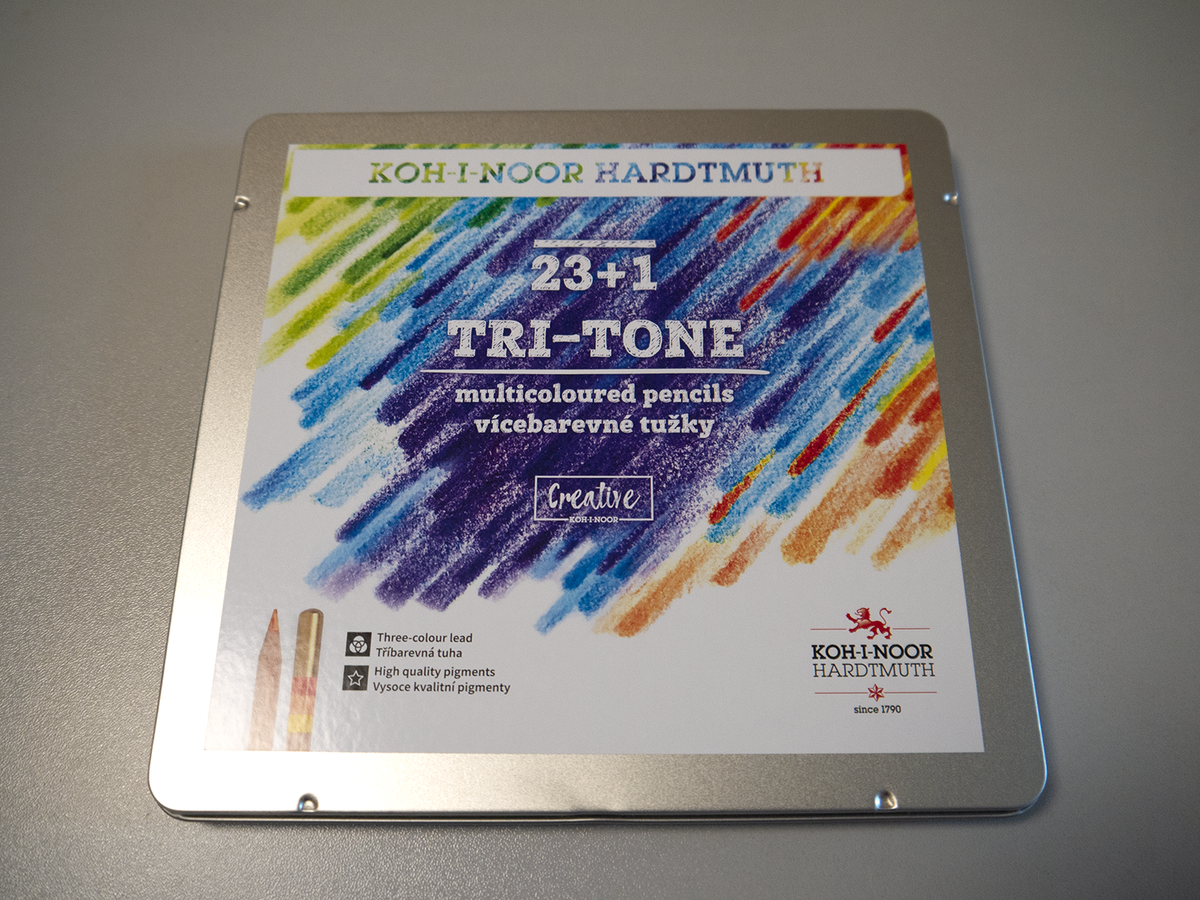 KOH-I-NOOR HARDTMUTH
23+1
TRI-TONE
multicoloured pencils
vícebarevné tužky
Creative
KOH-I-NOOR
Three-colour lead
Tříbarevná tuha
High quality pigments
Vysoce kvalitní pigmenty
KOH-I-NOOR
HARDTMUTH
since 1790